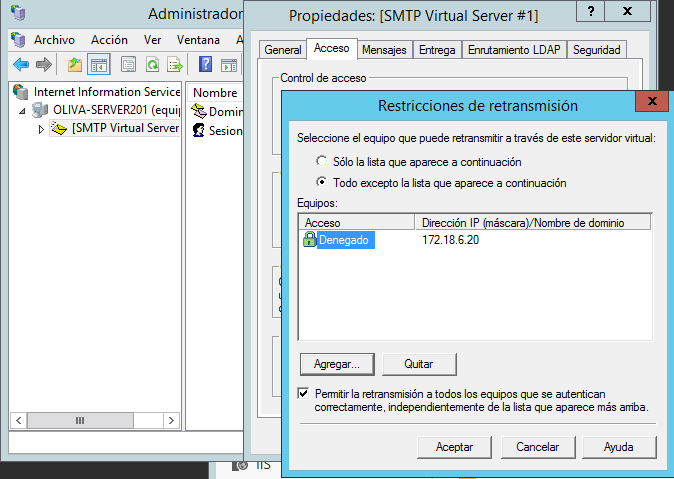 Administrador
Archivo Acción Ver Ventana A
Internet Information Service
OLIVA-SERVER201 (equip
[SMTP Virtual Server
Nombre
Domin
Sesion
Propiedades: [SMTP Virtual Server #1]
General Acceso Mensajes Entrega Enrutamiento LDAP Seguridad
Control de acceso
Restricciones de retransmisión
Seleccione el equipo que puede retransmitir a través de este servidor virtual:
Sólo la lista que aparece a continuación
Todo excepto la lista que aparece a continuación
Equipos:
Acceso Dirección IP (máscara)/Nombre de dominio
Denegado 172.18.6.20
Agregar... Quitar
Permitir la retransmisión a todos los equipos que se autentican
correctamente, independientemente de la lista que aparece más arriba.
Aceptar Cancelar Ayuda
IIS